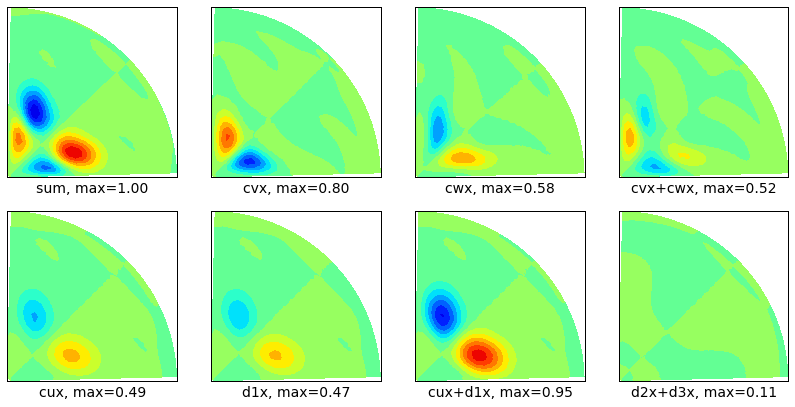 sum, max=1.00
cvx, max=0.80
cwx, max=0.58
cvx+cwx, max=0.52
cux, max=0.49
d1x, max=0.47
cux+d1x, max=0.95
d2x+d3x, max=0.11